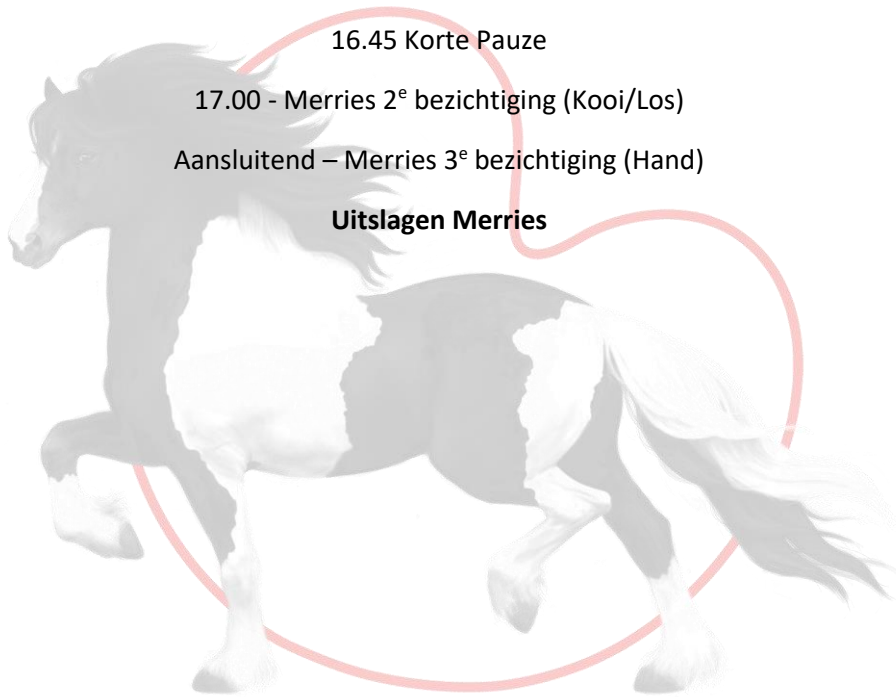 16.45 Korte Pauze
17.00 - Merries 2e bezichtiging (Kooi/Los)
Aansluitend – Merries 3e bezichtiging (Hand)
Uitslagen Merries